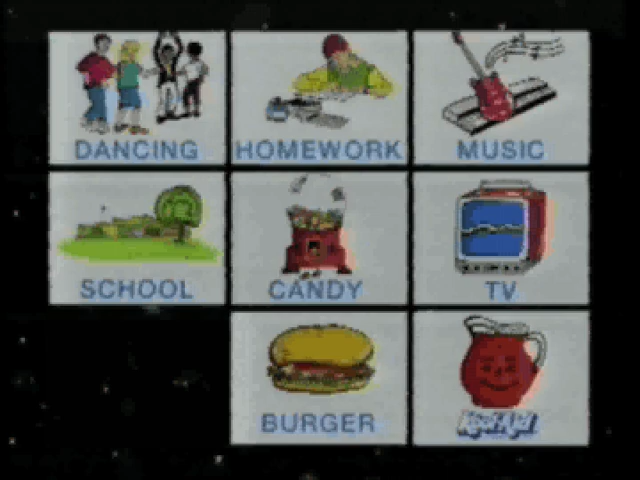 DANCING
HOMEWORK
MUSIC
SCHOOL
CANDY
TV
BURGER
Kool-Aid